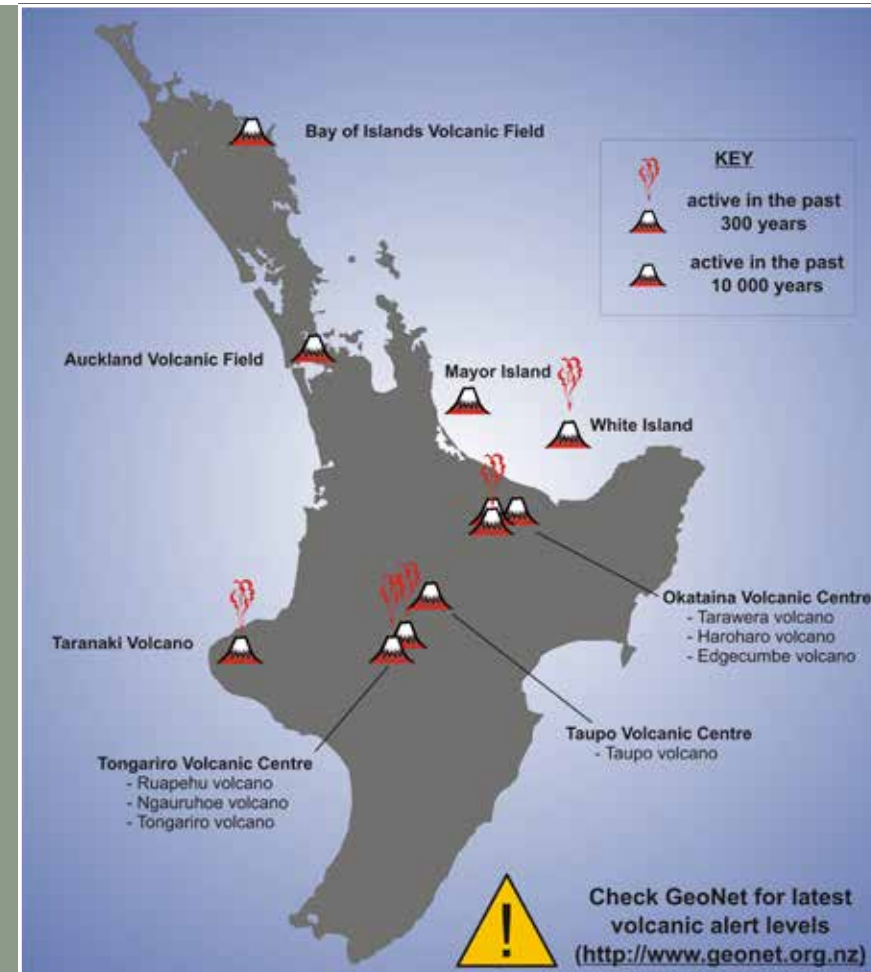 Bay of Islands Volcanic Field
KEY
active in the past
300 years
active in the past
10 000 years
Auckland Volcanic Field
Mayor Island
White Island
Okataina Volcanic Centre
- Tarawera volcano
- Haroharo volcano
- Edgecumbe volcano
Taranaki Volcano
Taupo Volcanic Centre
- Taupo volcano
Tongariro Volcanic Centre
- Ruapehu volcano
- Ngauruhoe volcano
- Tongariro volcano
!
Check GeoNet for latest
volcanic alert levels
(http://www.geonet.org.nz)